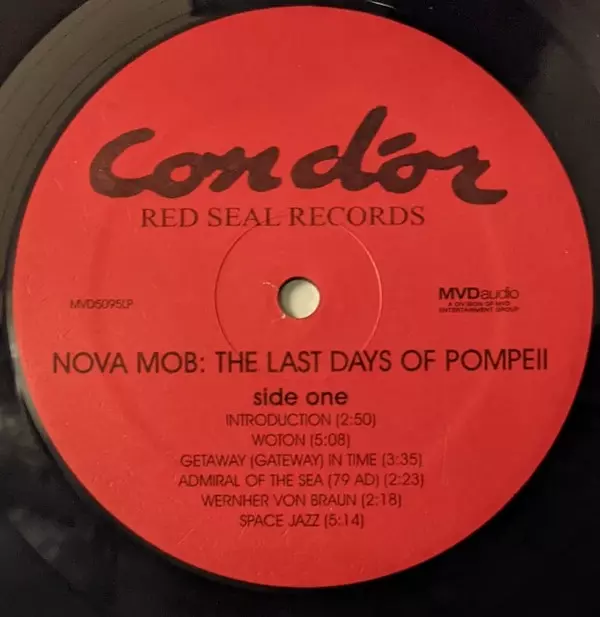 Cond'or
RED SEAL RECORDS
MVD5095LP
MVDaudio
A DIVISION OF MVD
ENTERTAINMENT GROUP
NOVA MOB: THE LAST DAYS OF POMPEII
side one
INTRODUCTION (2:50)
WOTON (5:08)
GETAWAY (GATEWAY) IN TIME (3:35)
ADMIRAL OF THE SEA (79 AD) (2:23)
WERNHER VON BRAUN (2:18)
SPACE JAZZ (5:14)